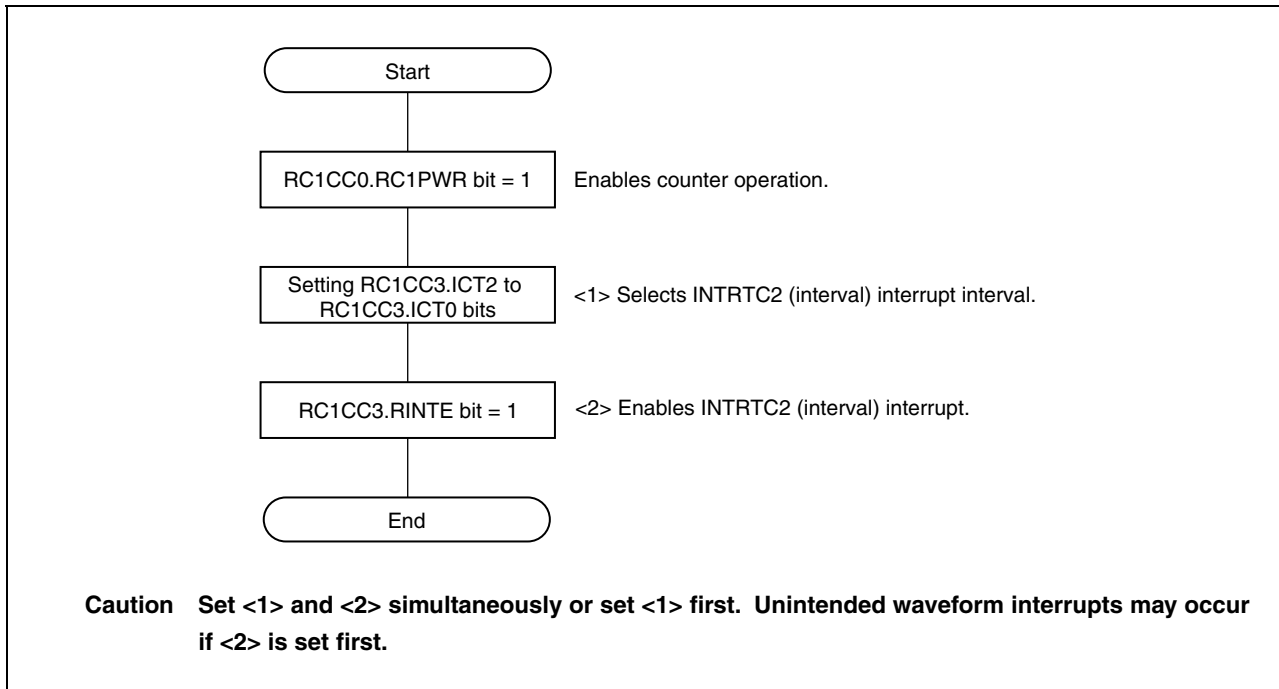 Start
RC1CC0.RC1PWR bit = 1
Enables counter operation.
Setting RC1CC3.ICT2 to
RC1CC3.ICT0 bits
<1> Selects INTRTC2 (interval) interrupt interval.
RC1CC3.RINTE bit = 1
<2> Enables INTRTC2 (interval) interrupt.
End
Caution Set <1> and <2> simultaneously or set <1> first. Unintended waveform interrupts may occur
if <2> is set first.